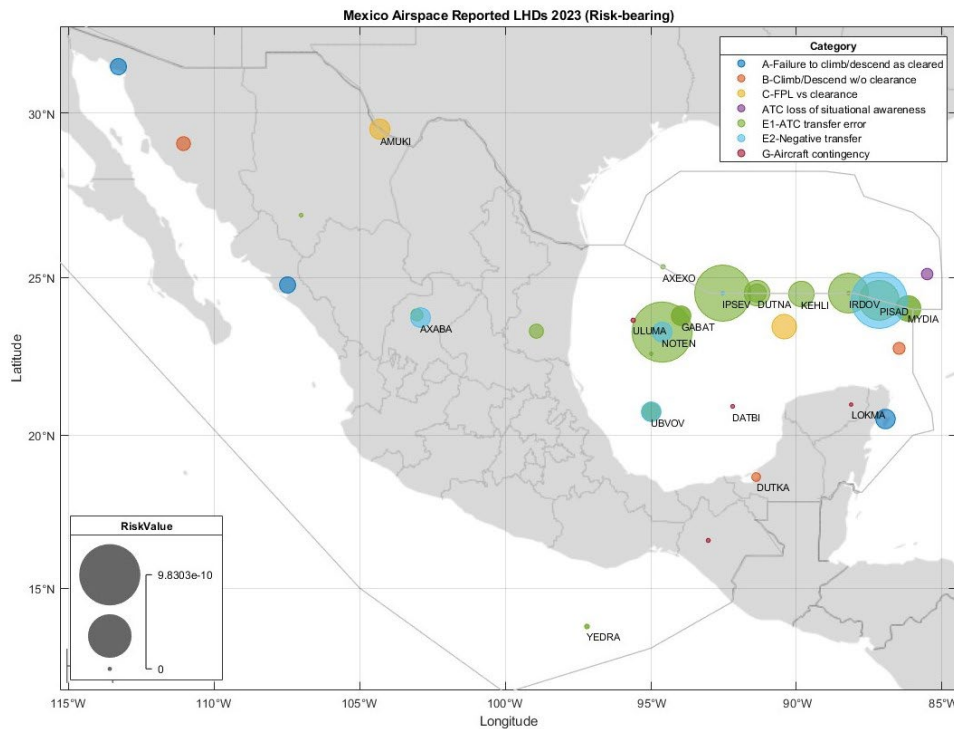 Mexico Airspace Reported LHDs 2023 (Risk-bearing)
Category
A-Failure to climb/descend as cleared
B-Climb/Descend w/o clearance
C-FPL vs clearance
ATC loss of situational awareness
E1-ATC transfer error
E2-Negative transfer
G-Aircraft contingency
30°N
AMUKI
25°N
AXEXO
IPSEV
DUTNA
KEHLI
IRDOV
PISAD
MYDIA
AXABA
ULUMA
GABAT
NOTEN
Latitude
UBVOV
DATBI
LOKMA
20°N
DUTKA
RiskValue
9.8303e-10
0
15°N
YEDRA
115°W
110°W
105°W
100°W
95°W
90°W
85°W
Longitude